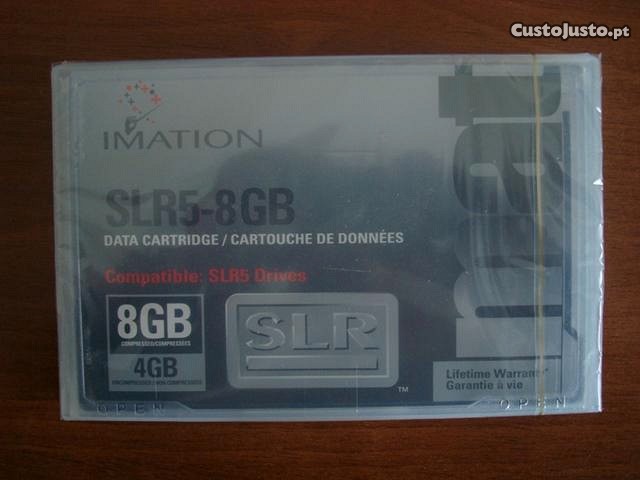 CustoJusto.pt
IMATION
SLR5-8GB
DATA CARTRIDGE / CARTOUCHE DE DONNÉES
Compatible: SLR5 Drives
8GB
COMPRESSED/COMPRESSÉES
4GB
UNCOMPRESSED/NON COMPRESSÉES
SLR
™
Lifetime Warranty*
Garantie à vie
OPEN
OPEN